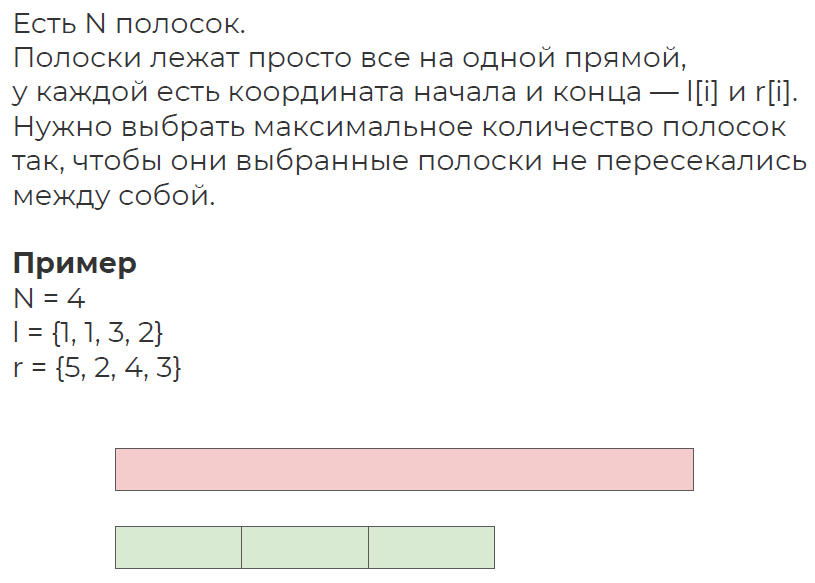 Есть N полосок.
Полоски лежат просто все на одной прямой,
у каждой есть координата начала и конца — l[i] и r[i].
Нужно выбрать максимальное количество полосок
так, чтобы они выбранные полоски не пересекались
между собой.
Пример
N = 4
l = {1, 1, 3, 2}
r = {5, 2, 4, 3}